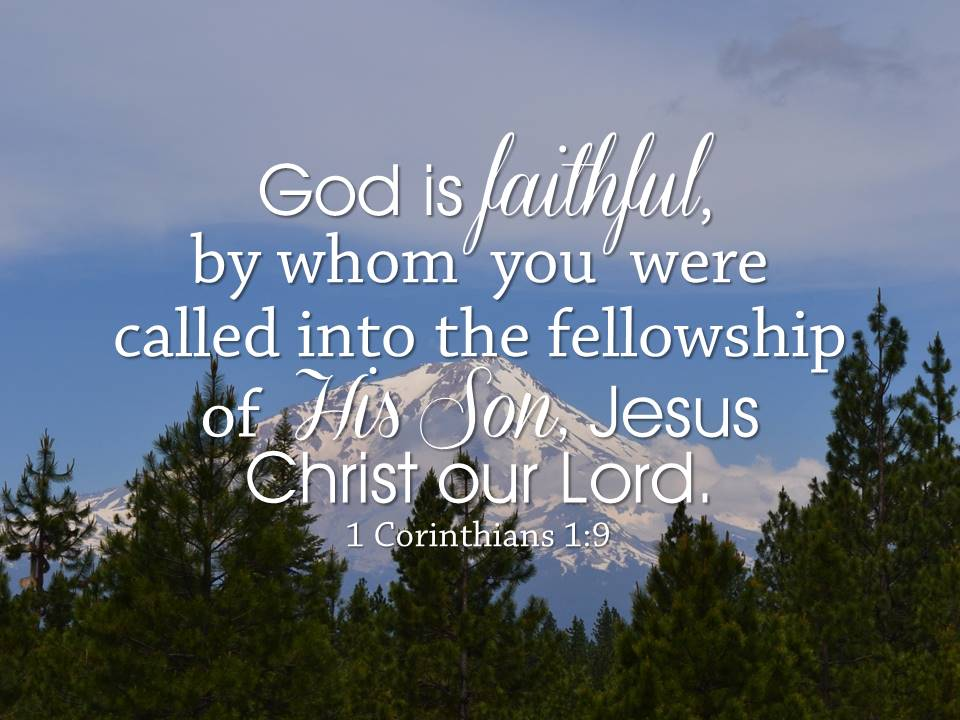 God is faithful,
by whom you were
called into the fellowship
of His Son, Jesus
Christ our Lord.
1 Corinthians 1:9